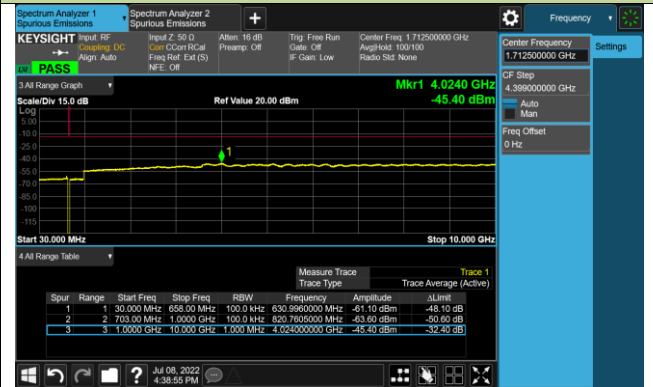 Spectrum Analyzer 1
Spurious Emissions
Spectrum Analyzer 2
Spurious Emissions
Frequency
KEYSIGHT
Input: RF
Coupling: DC
Align: Auto
Input Z: 50 Ω
Corr CCorr RCal
Freq Ref: Ext (S)
NFE: Off
Atten: 16 dB
Preamp: Off
Trig: Free Run
Gate: Off
IF Gain: Low
Center Freq: 1.712500000 GHz
Avg|Hold: 100/100
Radio Std: None
LXI PASS
Center Frequency
1.712500000 GHz
Settings
CF Step
4.399000000 GHz
Auto
Man
Freq Offset
0 Hz
3 All Range Graph
Mkr1 4.0240 GHz
Scale/Div 15.0 dB
Ref Value 20.00 dBm
-45.40 dBm
Log
5.00
-10.0
-25.0
-40.0
-55.0
-70.0
-85.0
-100
-115
1
Start 30.000 MHz
Stop 10.000 GHz
4 All Range Table
Measure Trace Trace 1
Trace Type Trace Average (Active)
Spur Range Start Freq Stop Freq RBW Frequency Amplitude ΔLimit
1 1 30.000 MHz 658.00 MHz 100.0 kHz 630.9960000 MHz -61.10 dBm -48.10 dB
2 2 703.00 MHz 1.0000 GHz 100.0 kHz 820.7605000 MHz -63.60 dBm -50.60 dB
3 3 1.0000 GHz 10.000 GHz 1.000 MHz 4.024000000 GHz -45.40 dBm -32.40 dB
Jul 08, 2022
4:38:55 PM